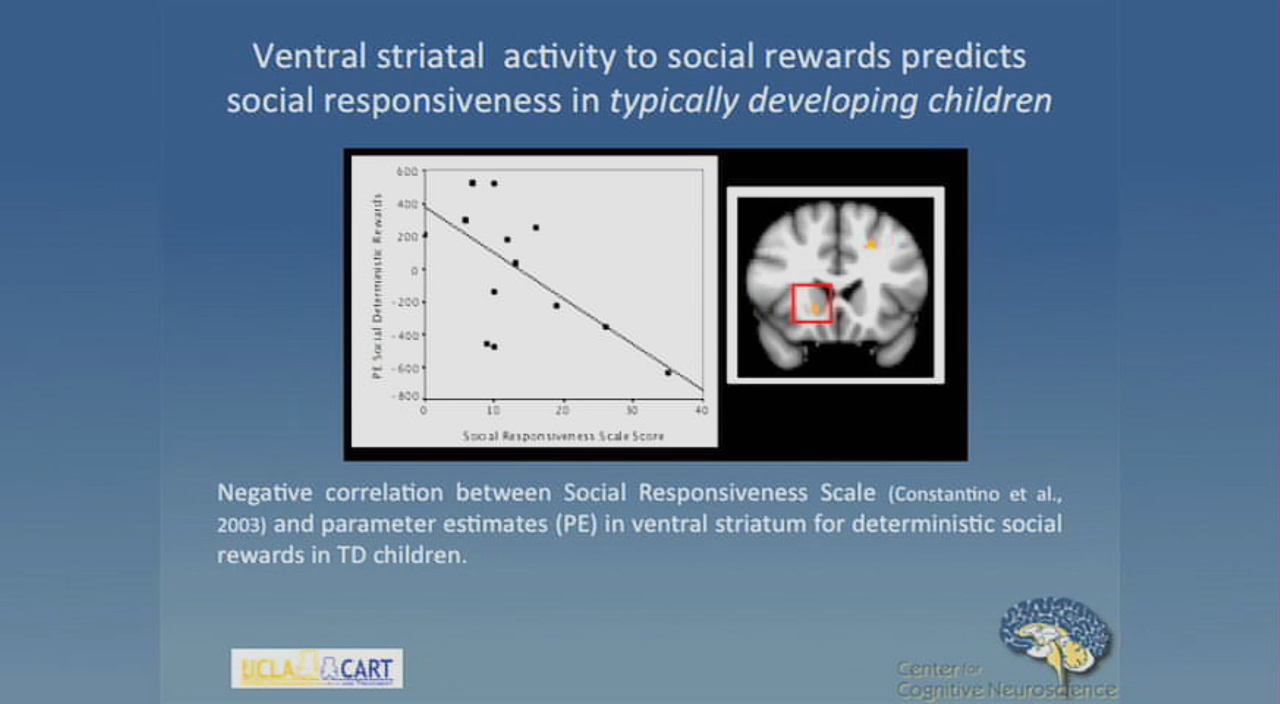 Ventral striatal activity to social rewards predicts
social responsiveness in typically developing children
PE Social Deterministic Rewards
600
400
200
0
-200
-400
-600
-800
0 10 20 30 40
Social Responsiveness Scale Score
Negative correlation between Social Responsiveness Scale (Constantino et al.,
2003) and parameter estimates (PE) in ventral striatum for deterministic social
rewards in TD children.
UCLA CART
Center for
Cognitive Neuroscience